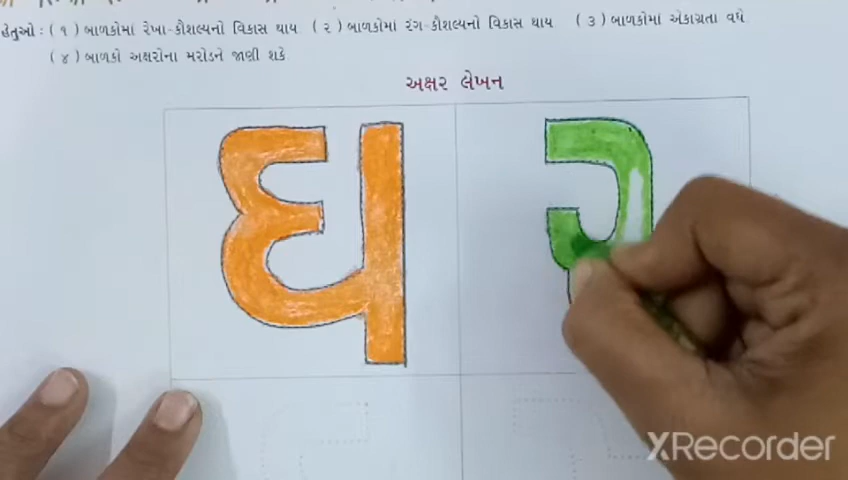 હેતુઓ : (૧) બાળકોમાં રેખા-કૌશલ્યનો વિકાસ થાય (૨) બાળકોમાં રંગ-કૌશલ્યનો વિકાસ થાય (૩) બાળકોમાં એકાગ્રતા વધે
(૪) બાળકો અક્ષરોના મરોડને જાણી શકે
અક્ષર લેખન
ઘ
XRecorder